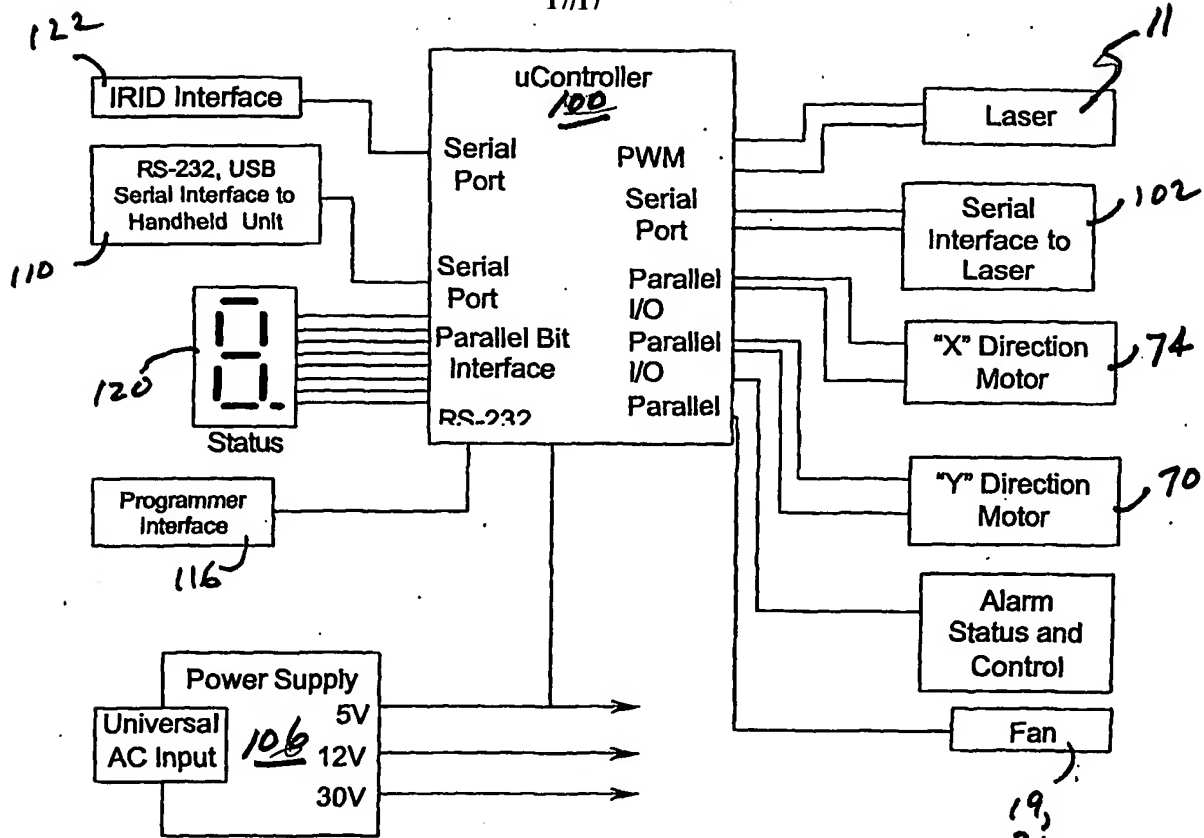 17/17
122
IRID Interface
RS-232, USB
Serial Interface to
Handheld Unit
110
120
Status
Programmer
Interface
116
uController
100
Serial
Port
Serial
Port
Parallel Bit
Interface
RS-232
PWM
Serial
Port
Parallel
I/O
Parallel
I/O
Parallel
11
Laser
102
Serial
Interface to
Laser
"X" Direction
Motor
74
"Y" Direction
Motor
70
Alarm
Status and
Control
Fan
19,
Power Supply
Universal
AC Input
106
5V
12V
30V